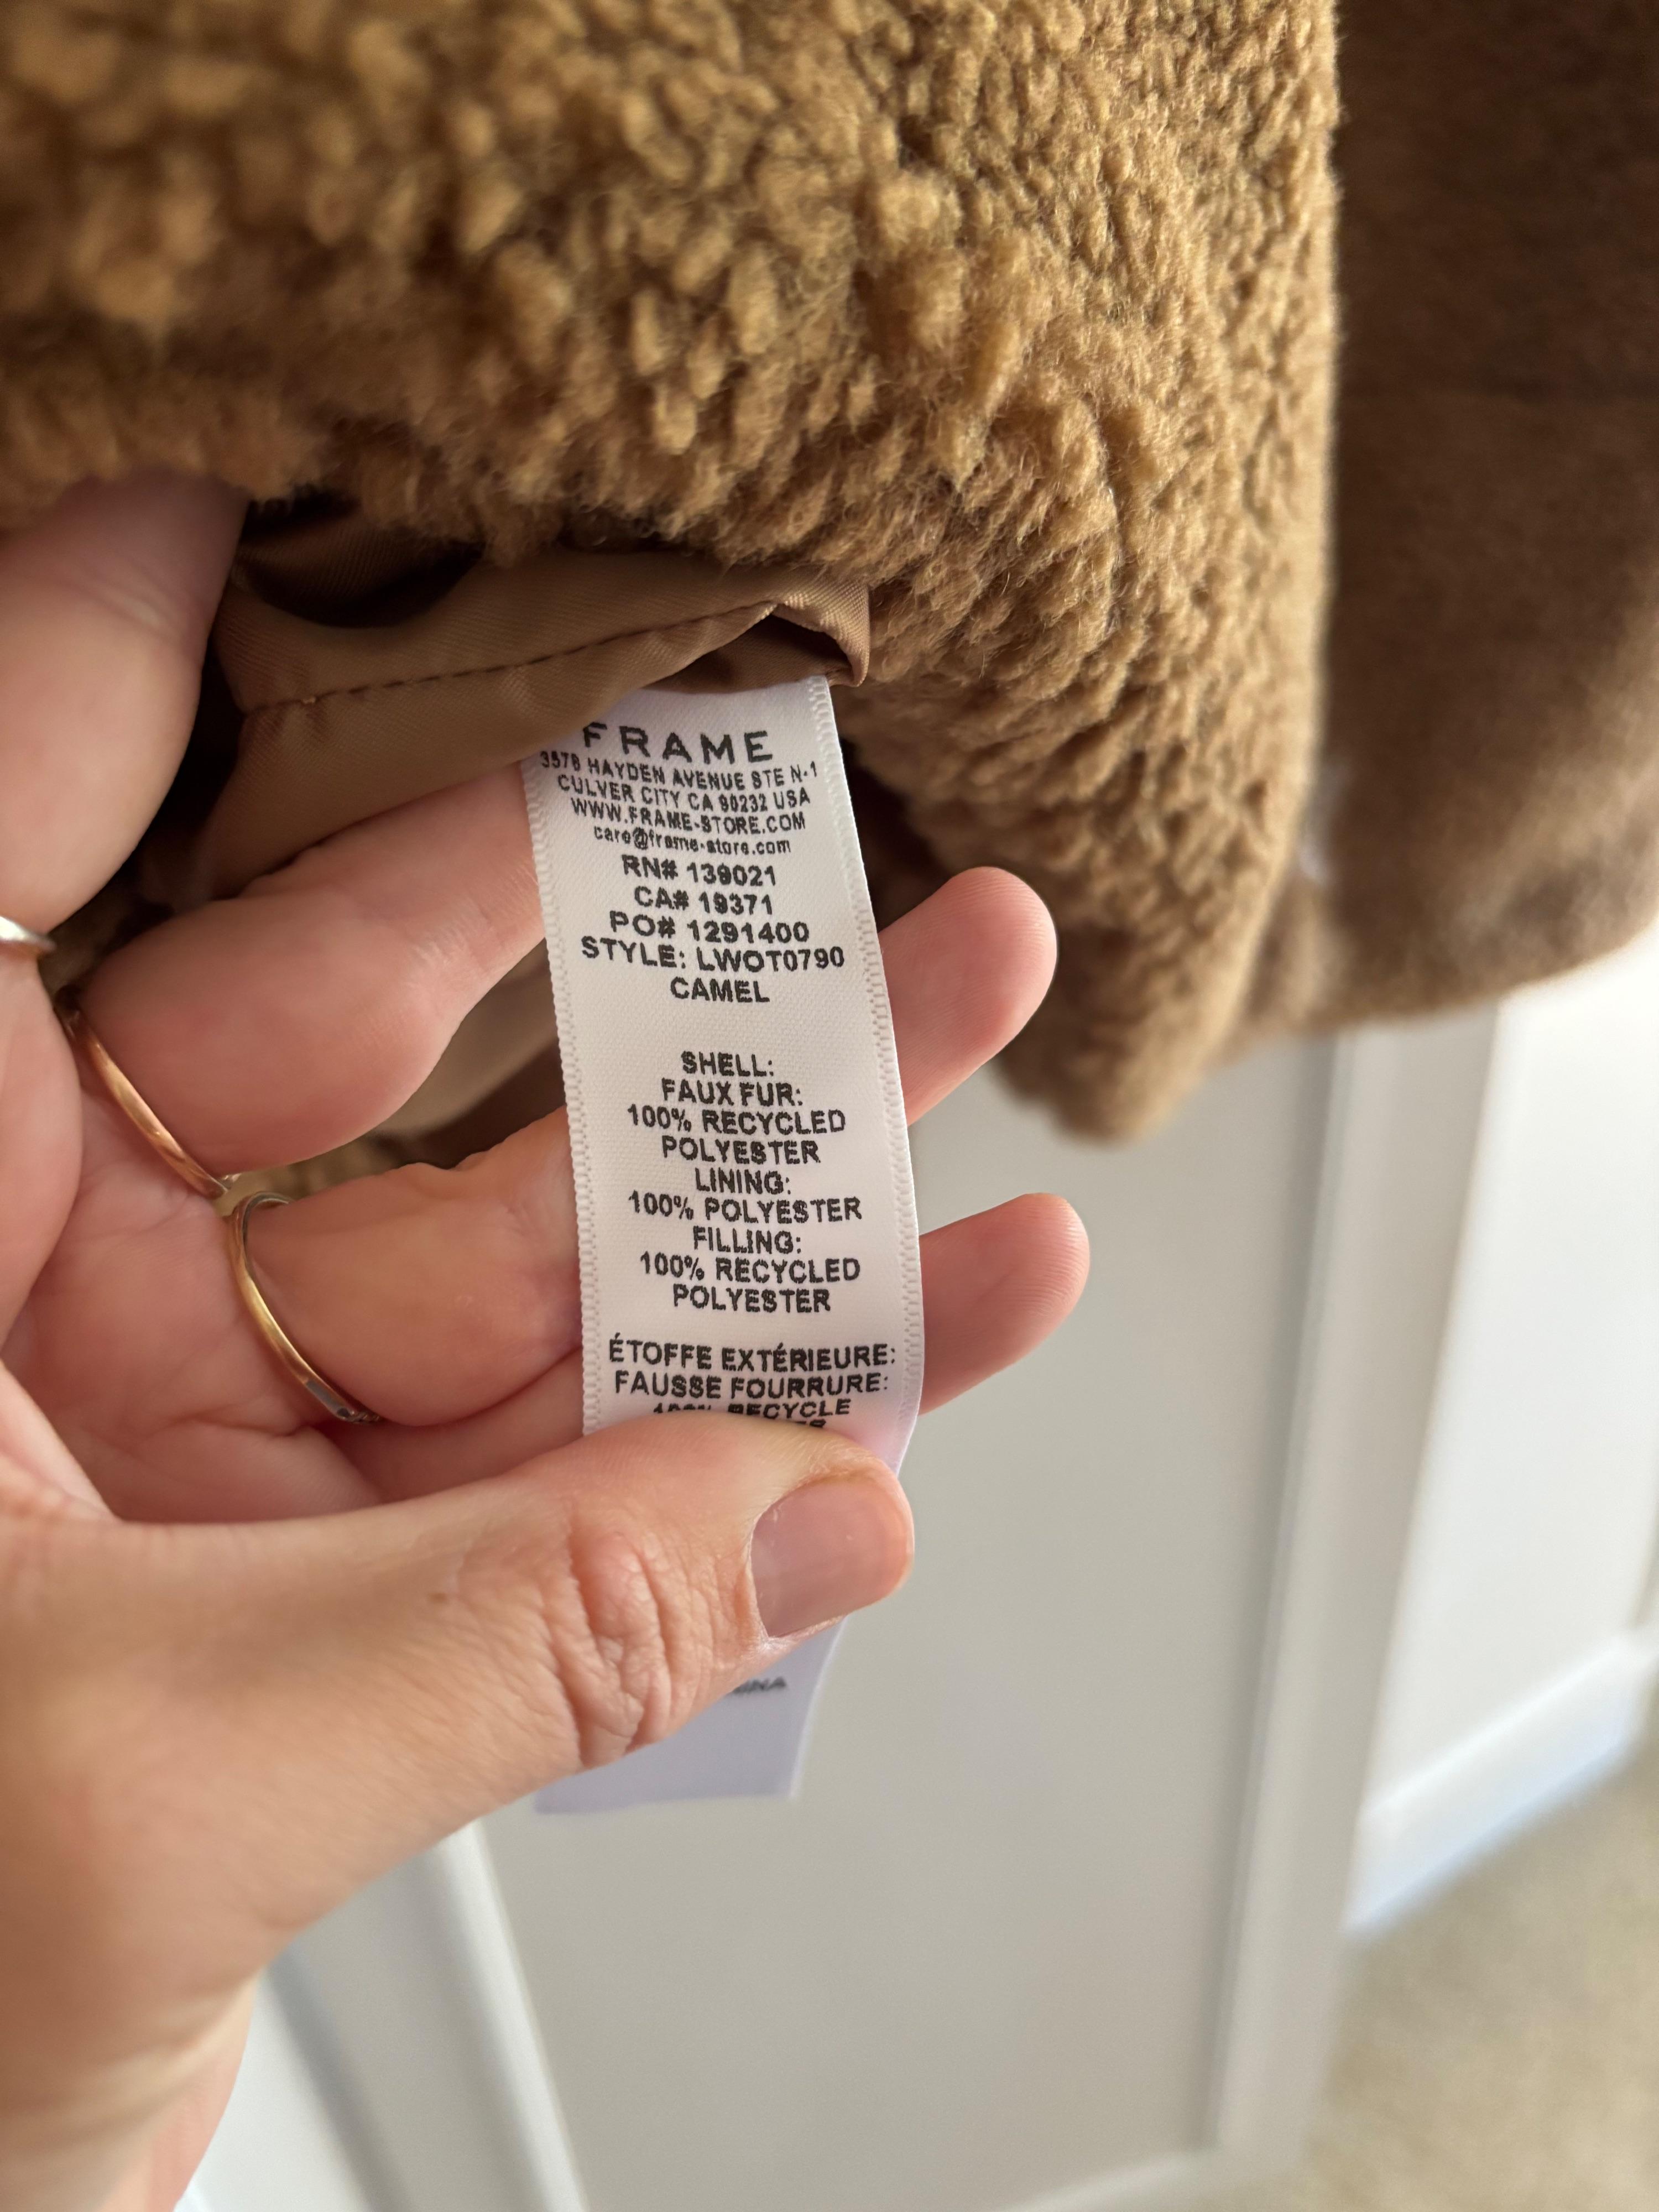 FRAME
3578 HAYDEN AVENUE STE N-1
CULVER CITY CA 90232 USA
WWW.FRAME-STORE.COM
care@frame-store.com
RN# 139021
CA# 19371
PO# 1291400
STYLE: LWOT0790
CAMEL
SHELL:
FAUX FUR:
100% RECYCLED
POLYESTER
LINING:
100% POLYESTER
FILLING:
100% RECYCLED
POLYESTER
ÉTOFFE EXTÉRIEURE:
FAUSSE FOURRURE:
100% RECYCLE